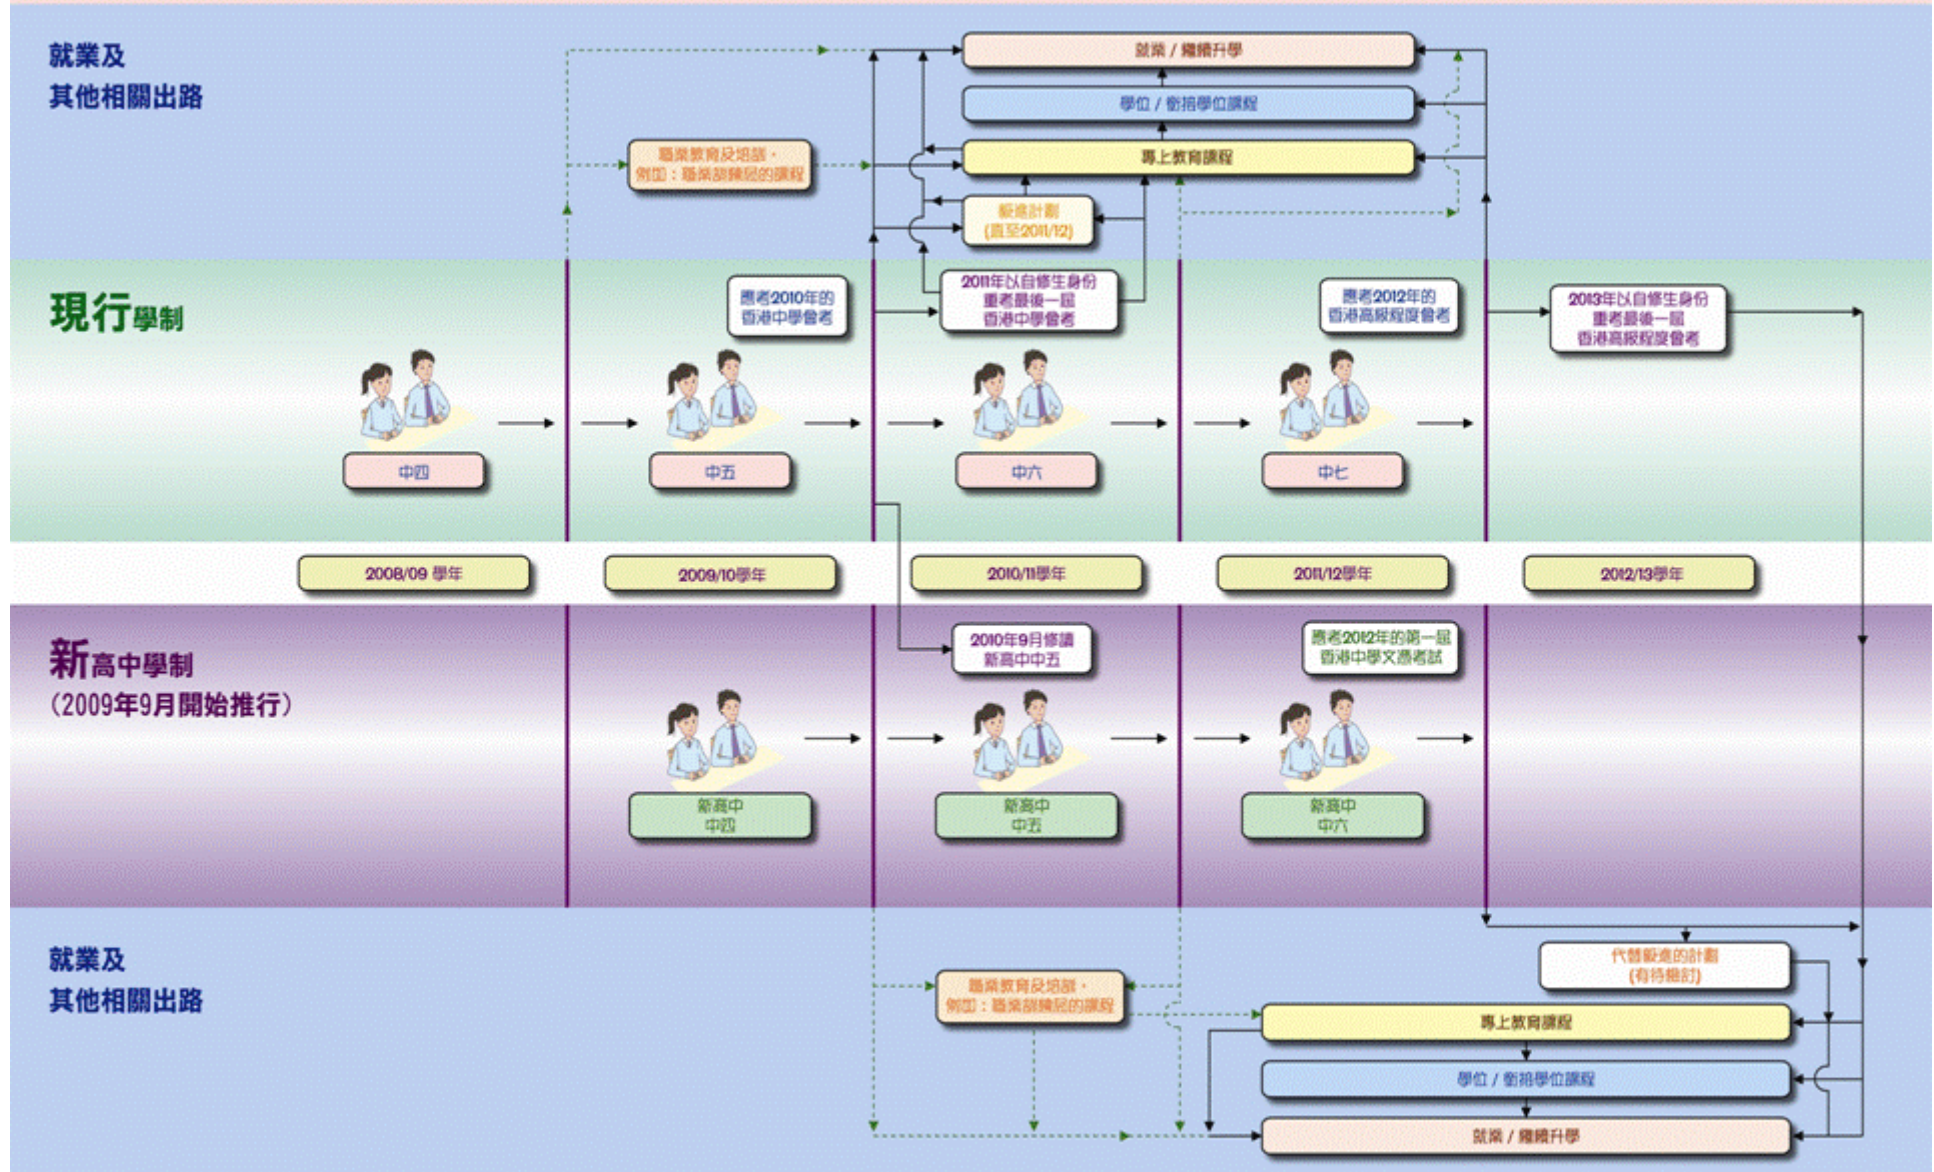 就業及
其他相關出路
就業 / 繼續升學
學位 / 銜接學位課程
專上教育課程
職業教育及培訓，
例如：職業訓練局的課程
毅進計劃
(直至2011/12)
現行學制
應考2010年的
香港中學會考
2011年以自修生身份
重考最後一屆
香港中學會考
應考2012年的
香港高級程度會考
2013年以自修生身份
重考最後一屆
香港高級程度會考
中四
中五
中六
中七
2008/09 學年
2009/10學年
2010/11學年
2011/12學年
2012/13學年
新高中學制
（2009年9月開始推行）
2010年9月修讀
新高中中五
應考2012年的第一屆
香港中學文憑考試
新高中
中四
新高中
中五
新高中
中六
就業及
其他相關出路
職業教育及培訓，
例如：職業訓練局的課程
代替毅進的計劃
(有待檢訂)
專上教育課程
學位 / 銜接學位課程
就業 / 繼續升學